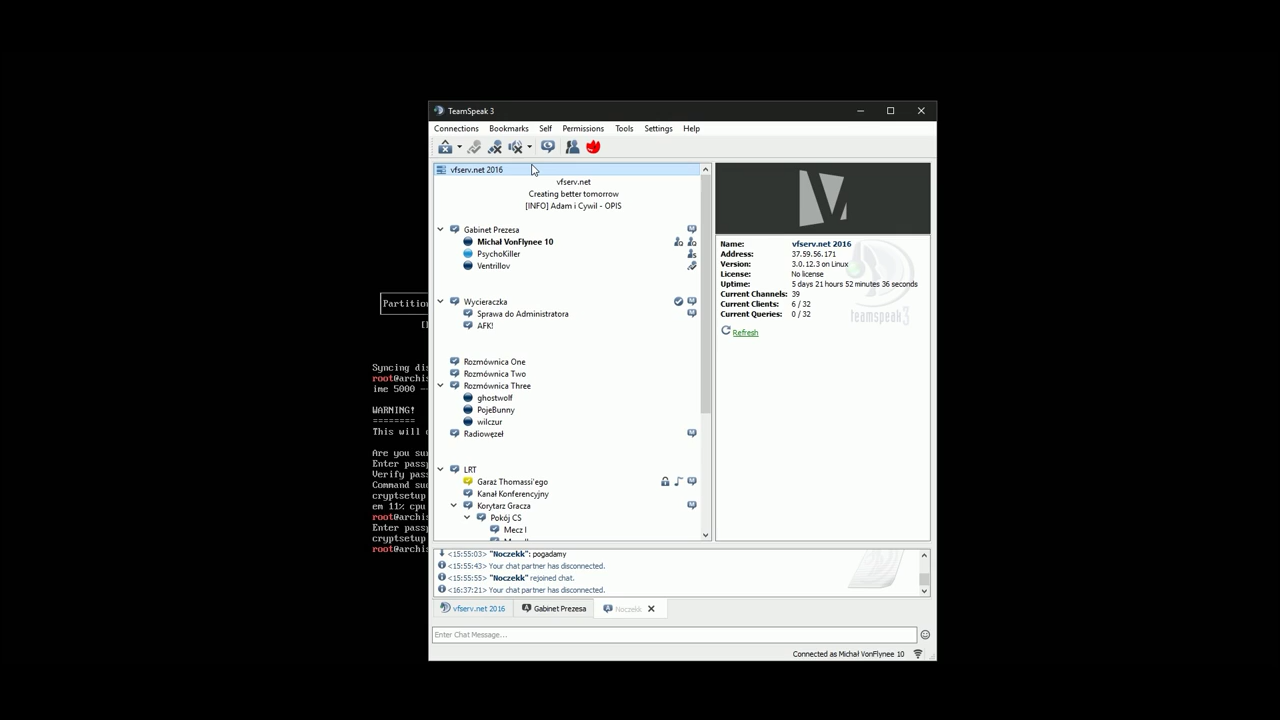 TeamSpeak 3
Connections Bookmarks Self Permissions Tools Settings Help
vfserv.net 2016
vfserv.net
Creating better tomorrow
[INFO] Adam i Cywil - OPIS
Gabinet Prezesa
Michał VonFlynee 10
PsychoKiller
Ventrillov
Wycieraczka
Sprawa do Administratora
AFK!
Rozmównica One
Rozmównica Two
Rozmównica Three
ghostwolf
PojeBunny
wilczur
Radiowęzeł
LRT
Garaż Thomassi'ego
Kanał Konferencyjny
Korytarz Gracza
Pokój CS
Mecz I
Name: vfserv.net 2016
Address: 37.59.56.171
Version: 3.0.12.3 on Linux
License: No license
Uptime: 5 days 21 hours 52 minutes 36 seconds
Current Channels: 39
Current Clients: 6 / 32
Current Queries: 0 / 32
Refresh
teamspeak3
<15:55:03> "Noczekk": pogadamy
<15:55:43> Your chat partner has disconnected.
<15:55:55> "Noczekk" rejoined chat.
<16:37:21> Your chat partner has disconnected.
vfserv.net 2016 Gabinet Prezesa Noczekk
Enter Chat Message...
Connected as Michał VonFlynee 10
Partitio
Syncing di
root@archi
ime 5000
WARNING!
========
This will
Are you su
Enter pass
Verify pas
Command su
cryptsetup
em 11% cpu
root@archi
Enter pass
cryptsetup
root@archi